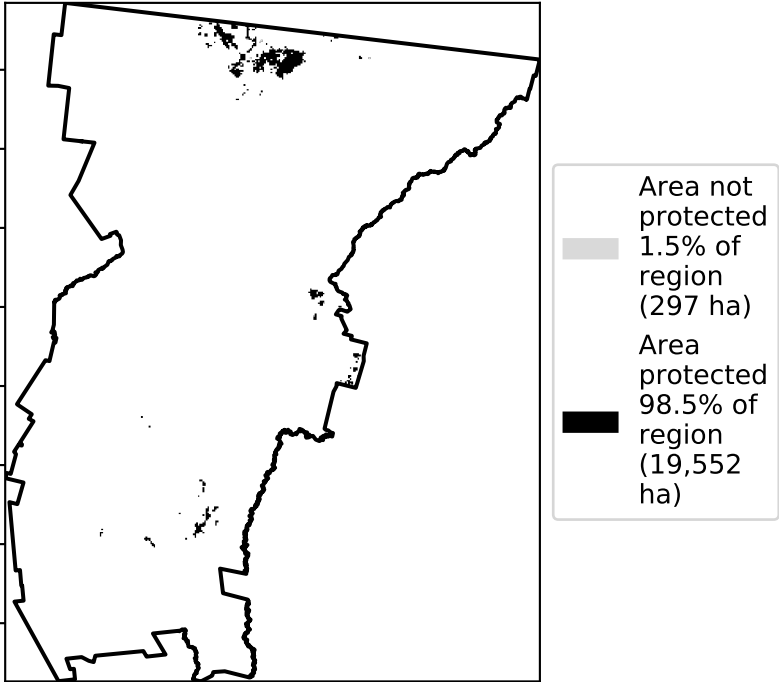 Area not
protected
1.5% of
region
(297 ha)
Area
protected
98.5% of
region
(19,552
ha)